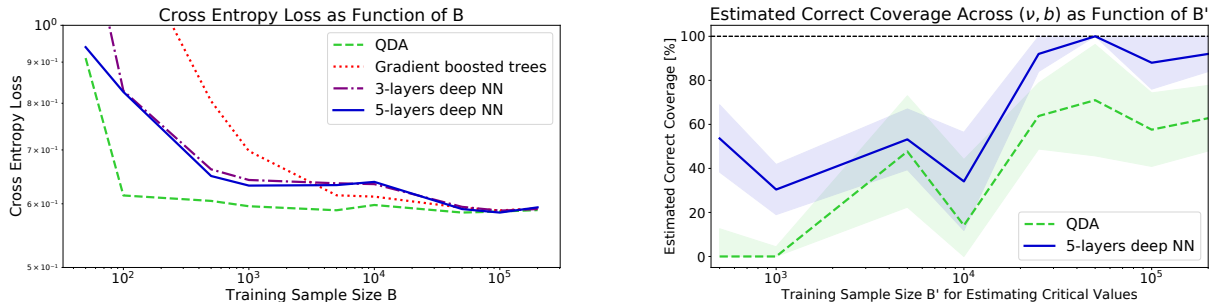 Cross Entropy Loss as Function of B
Cross Entropy Loss
10⁰
9 × 10⁻¹
8 × 10⁻¹
7 × 10⁻¹
6 × 10⁻¹
5 × 10⁻¹
QDA
Gradient boosted trees
3-layers deep NN
5-layers deep NN
10² 10³ 10⁴ 10⁵
Training Sample Size B
Estimated Correct Coverage Across (ν, b) as Function of B'
Estimated Correct Coverage [%]
100
80
60
40
20
0
QDA
5-layers deep NN
10³ 10⁴ 10⁵
Training Sample Size B' for Estimating Critical Values